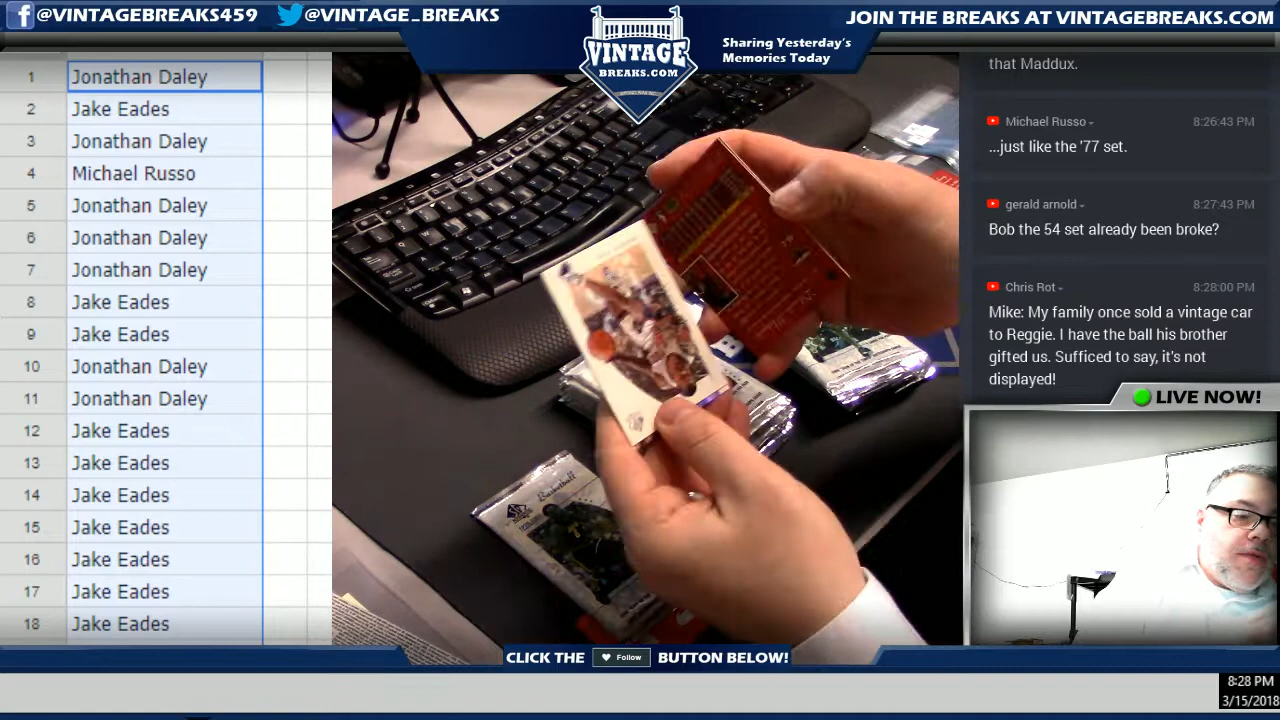 @VINTAGEBREAKS459
@VINTAGE_BREAKS
VINTAGE
BREAKS.COM
Sharing Yesterday's
Memories Today
JOIN THE BREAKS AT VINTAGEBREAKS.COM
1 Jonathan Daley
2 Jake Eades
3 Jonathan Daley
4 Michael Russo
5 Jonathan Daley
6 Jonathan Daley
7 Jonathan Daley
8 Jake Eades
9 Jake Eades
10 Jonathan Daley
11 Jonathan Daley
12 Jake Eades
13 Jake Eades
14 Jake Eades
15 Jake Eades
16 Jake Eades
17 Jake Eades
18 Jake Eades
Basketball
that Maddux.
Michael Russo 8:26:43 PM
...just like the '77 set.
gerald arnold 8:27:43 PM
Bob the 54 set already been broke?
Chris Rot 8:28:00 PM
Mike: My family once sold a vintage car
to Reggie. I have the ball his brother
gifted us. Sufficed to say, it's not
displayed!
LIVE NOW!
CLICK THE Follow BUTTON BELOW!
8:28 PM
3/15/2018